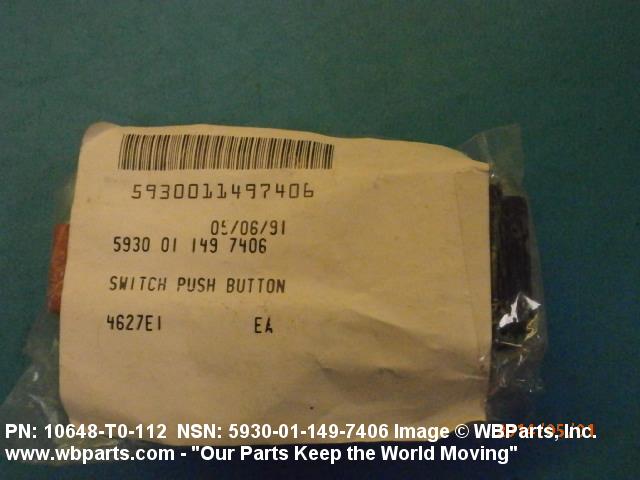 5930011497406
05/06/91
5930 01 149 7406
SWITCH PUSH BUTTON
4627E1 EA
PN: 10648-T0-112 NSN: 5930-01-149-7406 Image © WBParts, Inc.
www.wbparts.com - "Our Parts Keep the World Moving"